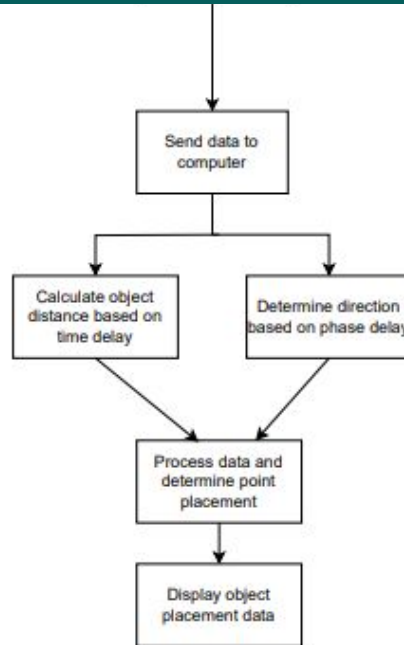 Send data to
computer
Calculate object
distance based on
time delay
Determine direction
based on phase delay
Process data and
determine point
placement
Display object
placement data